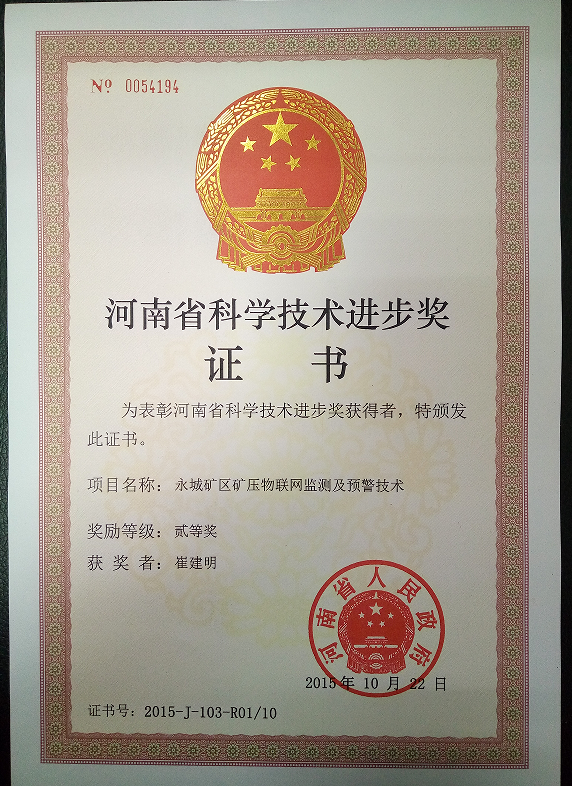 Nº 0054194
河南省科学技术进步奖
证 书
为表彰河南省科学技术进步奖获得者，特颁发
此证书。
项目名称：永城矿区矿压物联网监测及预警技术
奖励等级：贰等奖
获 奖 者：崔建明
河南省人民政府
2015年 10 月 22 日
证书号：2015-J-103-R01/10